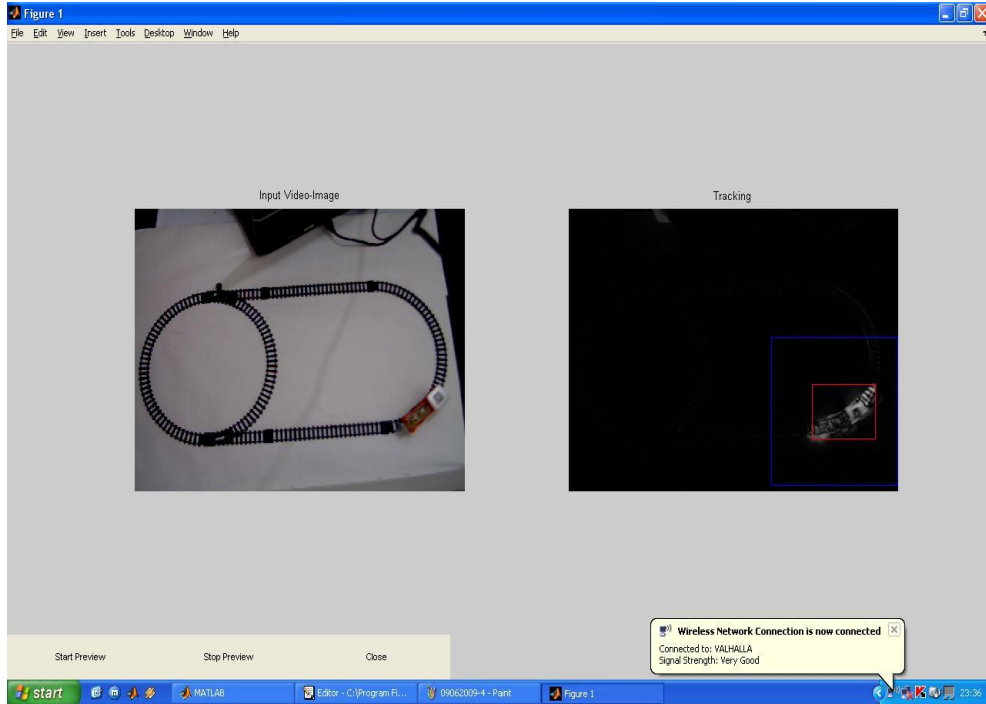 Figure 1
File Edit View Insert Tools Desktop Window Help
Input Video-Image
Tracking
Wireless Network Connection is now connected
Connected to: VALHALLA
Signal Strength: Very Good
Start Preview Stop Preview Close
start MATLAB Editor - C:\Program Fi... 09062009-4 - Paint Figure 1 23:36